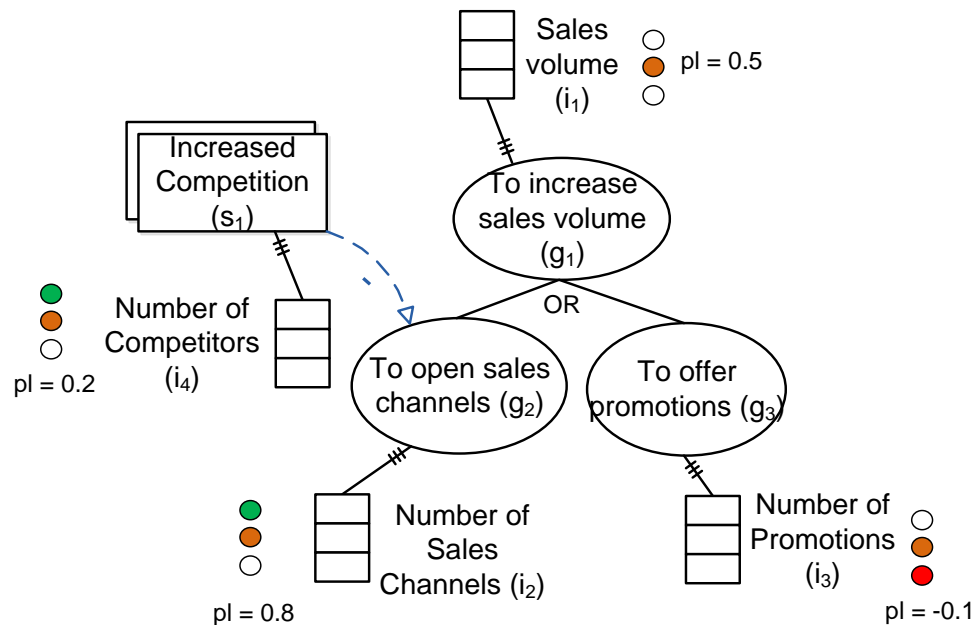 Sales
volume
(i1)
pl = 0.5
Increased
Competition
(s1)
To increase
sales volume
(g1)
OR
Number of
Competitors
(i4)
pl = 0.2
To open sales
channels (g2)
To offer
promotions (g3)
Number of
Sales
Channels (i2)
pl = 0.8
Number of
Promotions
(i3)
pl = -0.1